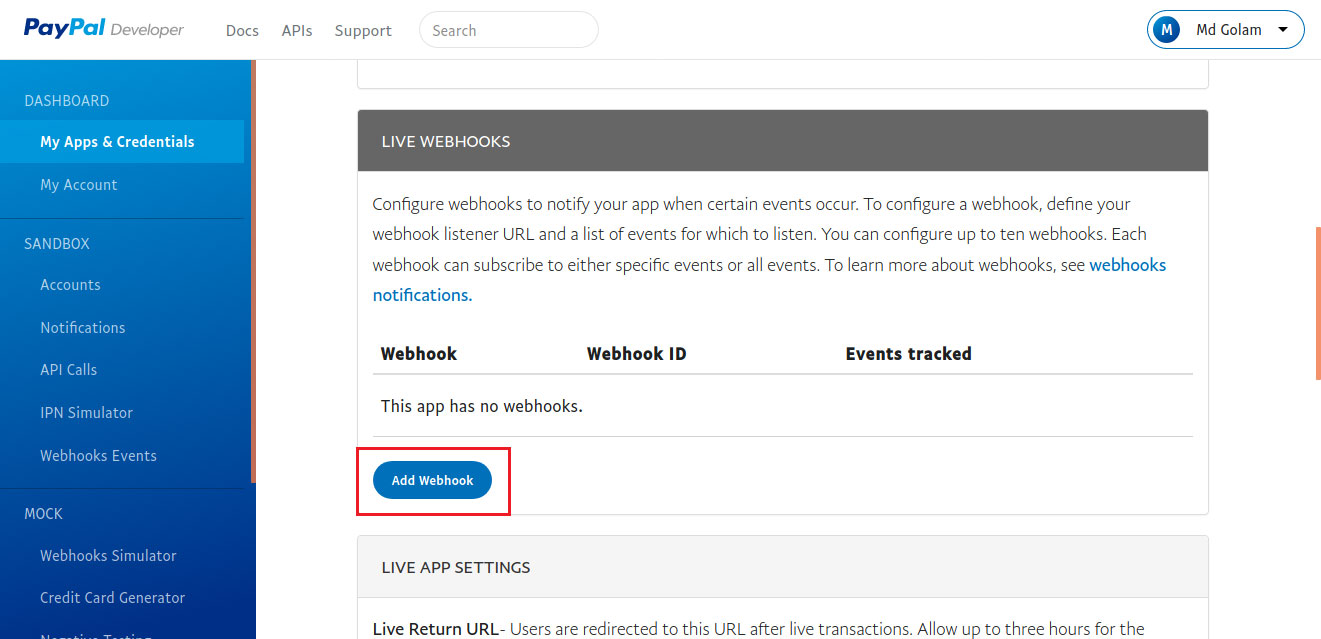 PayPal Developer
Docs
APIs
Support
Search
M
Md Golam
DASHBOARD
My Apps & Credentials
My Account
SANDBOX
Accounts
Notifications
API Calls
IPN Simulator
Webhooks Events
MOCK
Webhooks Simulator
Credit Card Generator
Negative Testing
LIVE WEBHOOKS
Configure webhooks to notify your app when certain events occur. To configure a webhook, define your
webhook listener URL and a list of events for which to listen. You can configure up to ten webhooks. Each
webhook can subscribe to either specific events or all events. To learn more about webhooks, see webhooks
notifications.
Webhook Webhook ID Events tracked
This app has no webhooks.
Add Webhook
LIVE APP SETTINGS
Live Return URL- Users are redirected to this URL after live transactions. Allow up to three hours for the